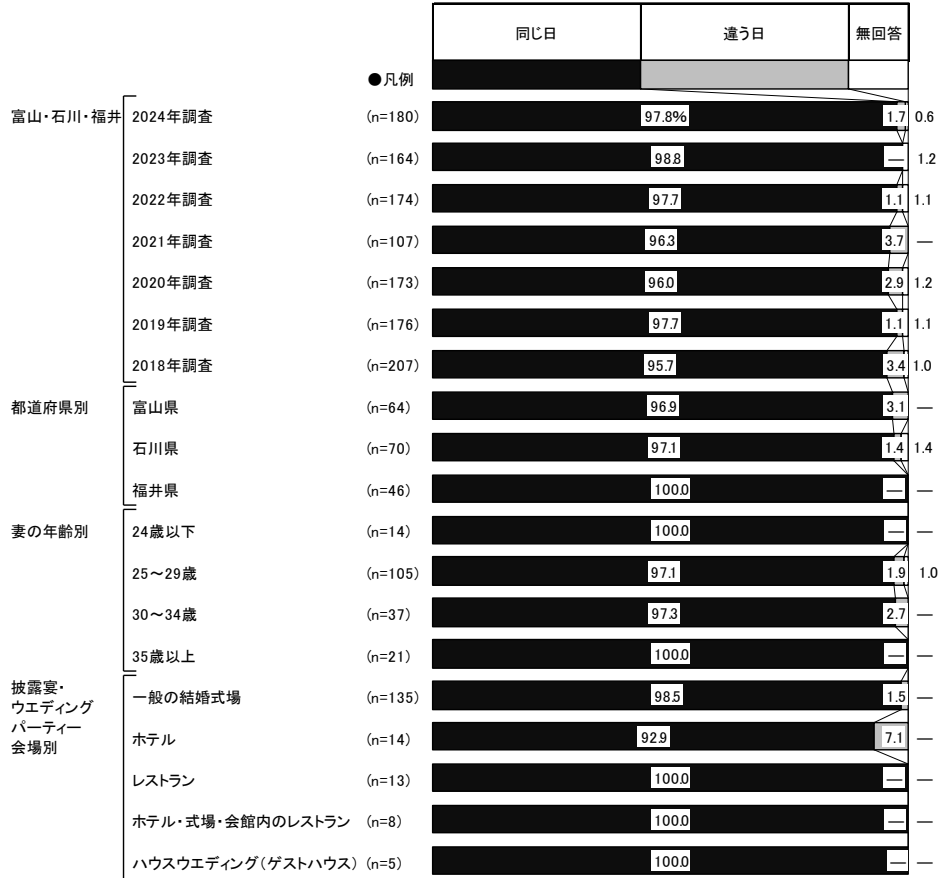 同じ日 違う日 無回答
●凡例
富山・石川・福井 2024年調査 (n=180) 97.8% 1.7 0.6
2023年調査 (n=164) 98.8 — 1.2
2022年調査 (n=174) 97.7 1.1 1.1
2021年調査 (n=107) 96.3 3.7 —
2020年調査 (n=173) 96.0 2.9 1.2
2019年調査 (n=176) 97.7 1.1 1.1
2018年調査 (n=207) 95.7 3.4 1.0
都道府県別 富山県 (n=64) 96.9 3.1 —
石川県 (n=70) 97.1 1.4 1.4
福井県 (n=46) 100.0 — —
妻の年齢別 24歳以下 (n=14) 100.0 — —
25～29歳 (n=105) 97.1 1.9 1.0
30～34歳 (n=37) 97.3 2.7 —
35歳以上 (n=21) 100.0 — —
披露宴・
ウエディング
パーティー
会場別
一般の結婚式場 (n=135) 98.5 1.5 —
ホテル (n=14) 92.9 7.1 —
レストラン (n=13) 100.0 — —
ホテル・式場・会館内のレストラン (n=8) 100.0 — —
ハウスウエディング(ゲストハウス) (n=5) 100.0 — —